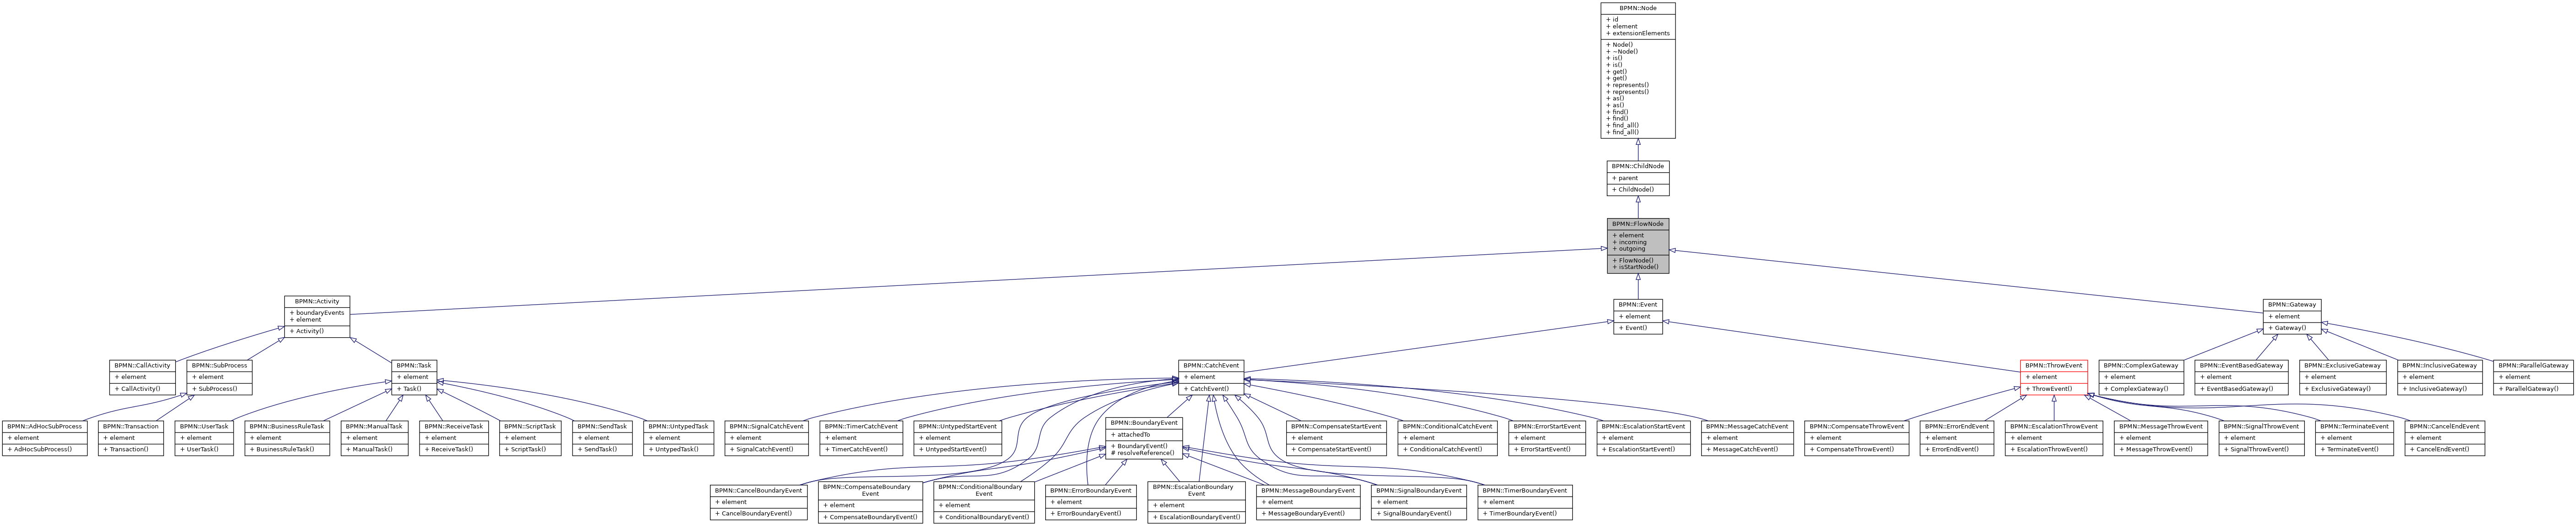 BPMN::Node
+ id
+ element
+ extensionElements
+ Node()
+ ~Node()
+ is()
+ is()
+ get()
+ get()
+ represents()
+ represents()
+ as()
+ as()
+ find()
+ find()
+ find_all()
+ find_all()
BPMN::ChildNode
+ parent
+ ChildNode()
BPMN::FlowNode
+ element
+ incoming
+ outgoing
+ FlowNode()
+ isStartNode()
BPMN::Activity
+ boundaryEvents
+ element
+ Activity()
BPMN::Event
+ element
+ Event()
BPMN::Gateway
+ element
+ Gateway()
BPMN::CallActivity
+ element
+ CallActivity()
BPMN::SubProcess
+ element
+ SubProcess()
BPMN::Task
+ element
+ Task()
BPMN::CatchEvent
+ element
+ CatchEvent()
BPMN::ThrowEvent
+ element
+ ThrowEvent()
BPMN::ComplexGateway
+ element
+ ComplexGateway()
BPMN::EventBasedGateway
+ element
+ EventBasedGateway()
BPMN::ExclusiveGateway
+ element
+ ExclusiveGateway()
BPMN::InclusiveGateway
+ element
+ InclusiveGateway()
BPMN::ParallelGateway
+ element
+ ParallelGateway()
BPMN::AdHocSubProcess
+ element
+ AdHocSubProcess()
BPMN::Transaction
+ element
+ Transaction()
BPMN::UserTask
+ element
+ UserTask()
BPMN::BusinessRuleTask
+ element
+ BusinessRuleTask()
BPMN::ManualTask
+ element
+ ManualTask()
BPMN::ReceiveTask
+ element
+ ReceiveTask()
BPMN::ScriptTask
+ element
+ ScriptTask()
BPMN::SendTask
+ element
+ SendTask()
BPMN::UntypedTask
+ element
+ UntypedTask()
BPMN::SignalCatchEvent
+ element
+ SignalCatchEvent()
BPMN::TimerCatchEvent
+ element
+ TimerCatchEvent()
BPMN::UntypedStartEvent
+ element
+ UntypedStartEvent()
BPMN::BoundaryEvent
+ attachedTo
+ BoundaryEvent()
# resolveReference()
BPMN::CompensateStartEvent
+ element
+ CompensateStartEvent()
BPMN::ConditionalCatchEvent
+ element
+ ConditionalCatchEvent()
BPMN::ErrorStartEvent
+ element
+ ErrorStartEvent()
BPMN::EscalationStartEvent
+ element
+ EscalationStartEvent()
BPMN::MessageCatchEvent
+ element
+ MessageCatchEvent()
BPMN::CompensateThrowEvent
+ element
+ CompensateThrowEvent()
BPMN::ErrorEndEvent
+ element
+ ErrorEndEvent()
BPMN::EscalationThrowEvent
+ element
+ EscalationThrowEvent()
BPMN::MessageThrowEvent
+ element
+ MessageThrowEvent()
BPMN::SignalThrowEvent
+ element
+ SignalThrowEvent()
BPMN::TerminateEvent
+ element
+ TerminateEvent()
BPMN::CancelEndEvent
+ element
+ CancelEndEvent()
BPMN::CancelBoundaryEvent
+ element
+ CancelBoundaryEvent()
BPMN::CompensateBoundary
Event
+ element
+ CompensateBoundaryEvent()
BPMN::ConditionalBoundary
Event
+ element
+ ConditionalBoundaryEvent()
BPMN::ErrorBoundaryEvent
+ element
+ ErrorBoundaryEvent()
BPMN::EscalationBoundary
Event
+ element
+ EscalationBoundaryEvent()
BPMN::MessageBoundaryEvent
+ element
+ MessageBoundaryEvent()
BPMN::SignalBoundaryEvent
+ element
+ SignalBoundaryEvent()
BPMN::TimerBoundaryEvent
+ element
+ TimerBoundaryEvent()